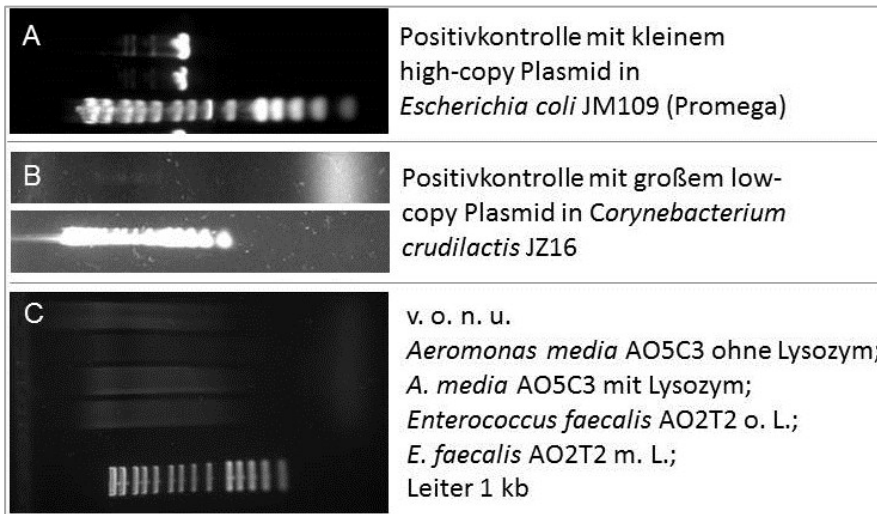 A
Positivkontrolle mit kleinem
high-copy Plasmid in
Escherichia coli JM109 (Promega)
B
Positivkontrolle mit großem low-
copy Plasmid in Corynebacterium
crudilactis JZ16
C
v. o. n. u.
Aeromonas media AO5C3 ohne Lysozym;
A. media AO5C3 mit Lysozym;
Enterococcus faecalis AO2T2 o. L.;
E. faecalis AO2T2 m. L.;
Leiter 1 kb